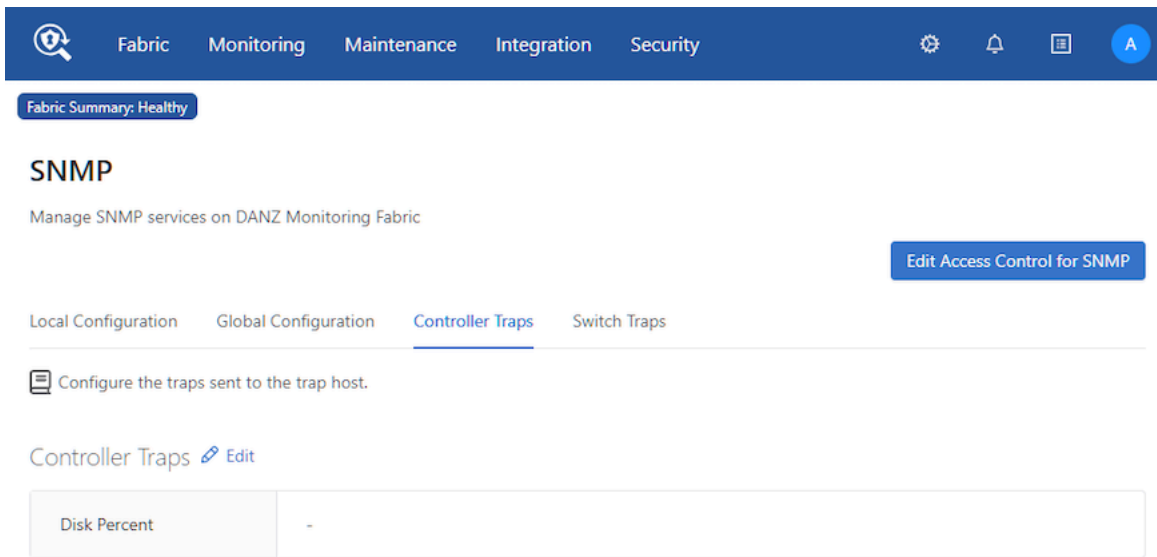 Fabric Monitoring Maintenance Integration Security A
Fabric Summary: Healthy
SNMP
Manage SNMP services on DANZ Monitoring Fabric
Edit Access Control for SNMP
Local Configuration Global Configuration Controller Traps Switch Traps
Configure the traps sent to the trap host.
Controller Traps Edit
Disk Percent -